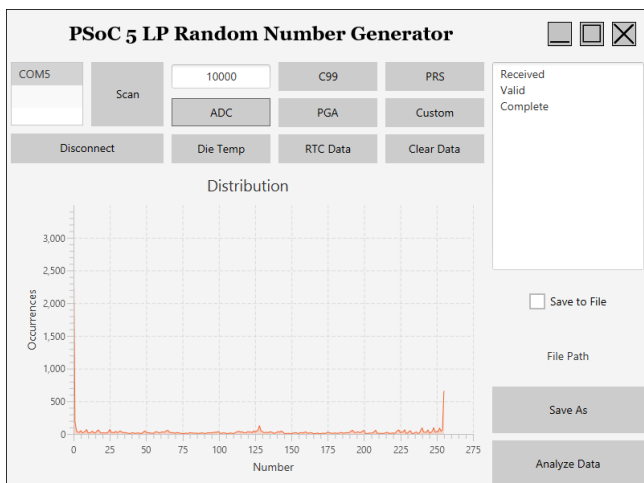 PSoC 5 LP Random Number Generator
COM5
Scan
10000
C99
PRS
ADC
PGA
Custom
Disconnect
Die Temp
RTC Data
Clear Data
Received
Valid
Complete
Distribution
3,000
2,500
2,000
1,500
1,000
500
0
Occurrences
0 25 50 75 100 125 150 175 200 225 250 275
Number
Save to File
File Path
Save As
Analyze Data